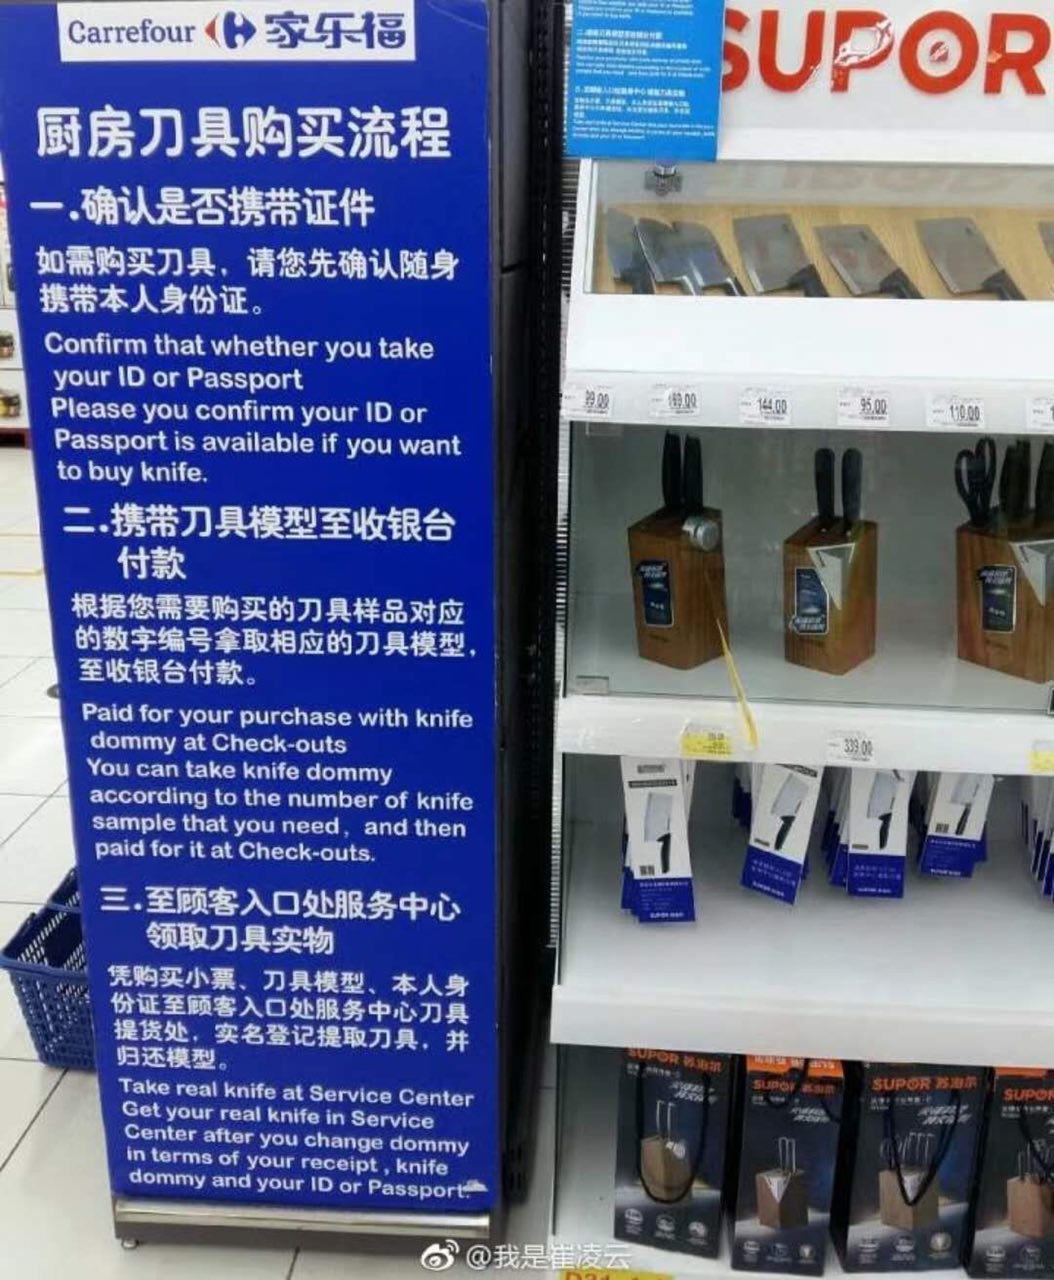 Carrefour 家乐福
厨房刀具购买流程
一.确认是否携带证件
如需购买刀具，请您先确认随身
携带本人身份证。
Confirm that whether you take
your ID or Passport
Please you confirm your ID or
Passport is available if you want
to buy knife.
二.携带刀具模型至收银台
付款
根据您需要购买的刀具样品对应
的数字编号拿取相应的刀具模型，
至收银台付款。
Paid for your purchase with knife
dommy at Check-outs
You can take knife dommy
according to the number of knife
sample that you need，and then
paid for it at Check-outs.
三.至顾客入口处服务中心
领取刀具实物
凭购买小票、刀具模型、本人身
份证至顾客入口处服务中心刀具
提货处，实名登记提取刀具，并
归还模型。
Take real knife at Service Center
Get your real knife in Service
Center after you change dommy
in terms of your receipt , knife
dommy and your ID or Passport.
SUPOR
99.00
169.00
144.00
95.00
110.00
339.00
SUPOR
SUPOR
SUPOR
SUPOR
SUPOR 苏泊尔
SUPOR 苏泊尔
SUPOR 苏泊尔
SUPOR
@我是崔凌云